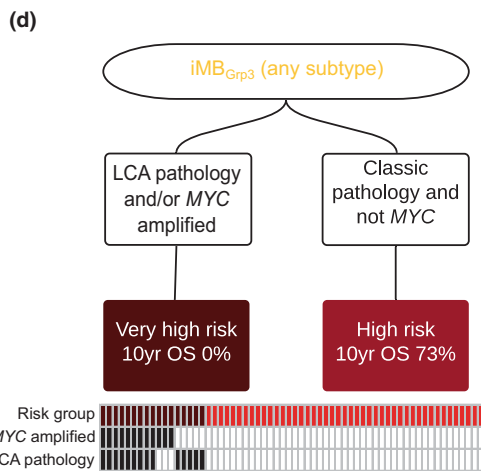 (d)
iMBGrp3 (any subtype)
LCA pathology
and/or MYC
amplified
Classic
pathology and
not MYC
Very high risk
10yr OS 0%
High risk
10yr OS 73%
Risk group
MYC amplified
CA pathology